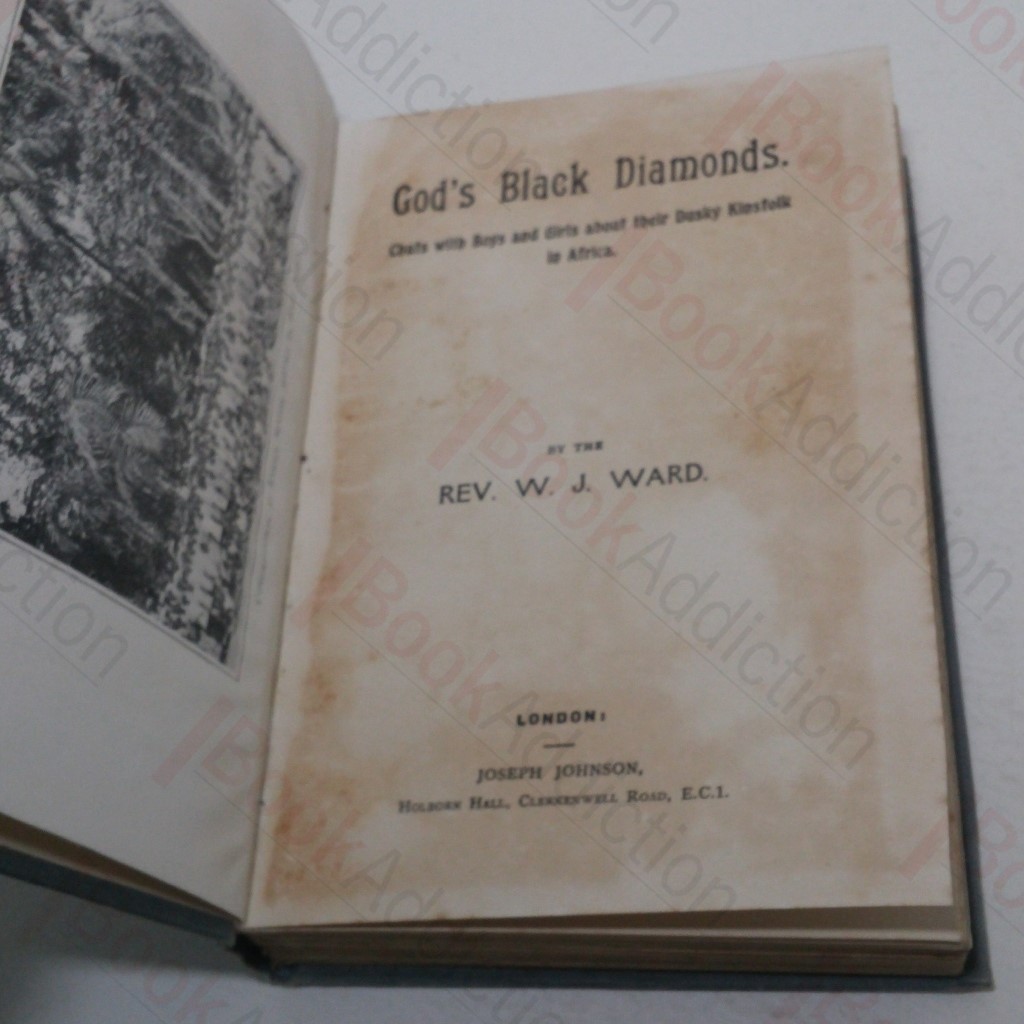 God's Black Diamonds.
Chats with Boys and Girls about their Dusky Kinsfolk
in Africa.
BY THE
REV. W. J. WARD.
LONDON:
JOSEPH JOHNSON,
HOLBORN HALL, CLERKENWELL ROAD, E.C.1.
BookAddiction